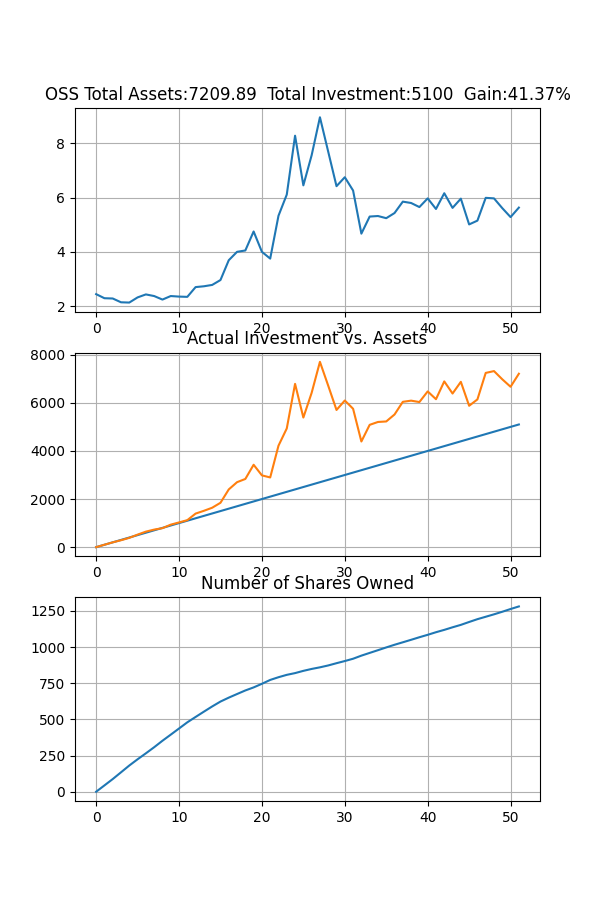 OSS Total Assets:7209.89  Total Investment:5100  Gain:41.37%
8
6
4
2
0 10 20 30 40 50
Actual Investment vs. Assets
8000
6000
4000
2000
0
0 10 20 30 40 50
Number of Shares Owned
1250
1000
750
500
250
0
0 10 20 30 40 50